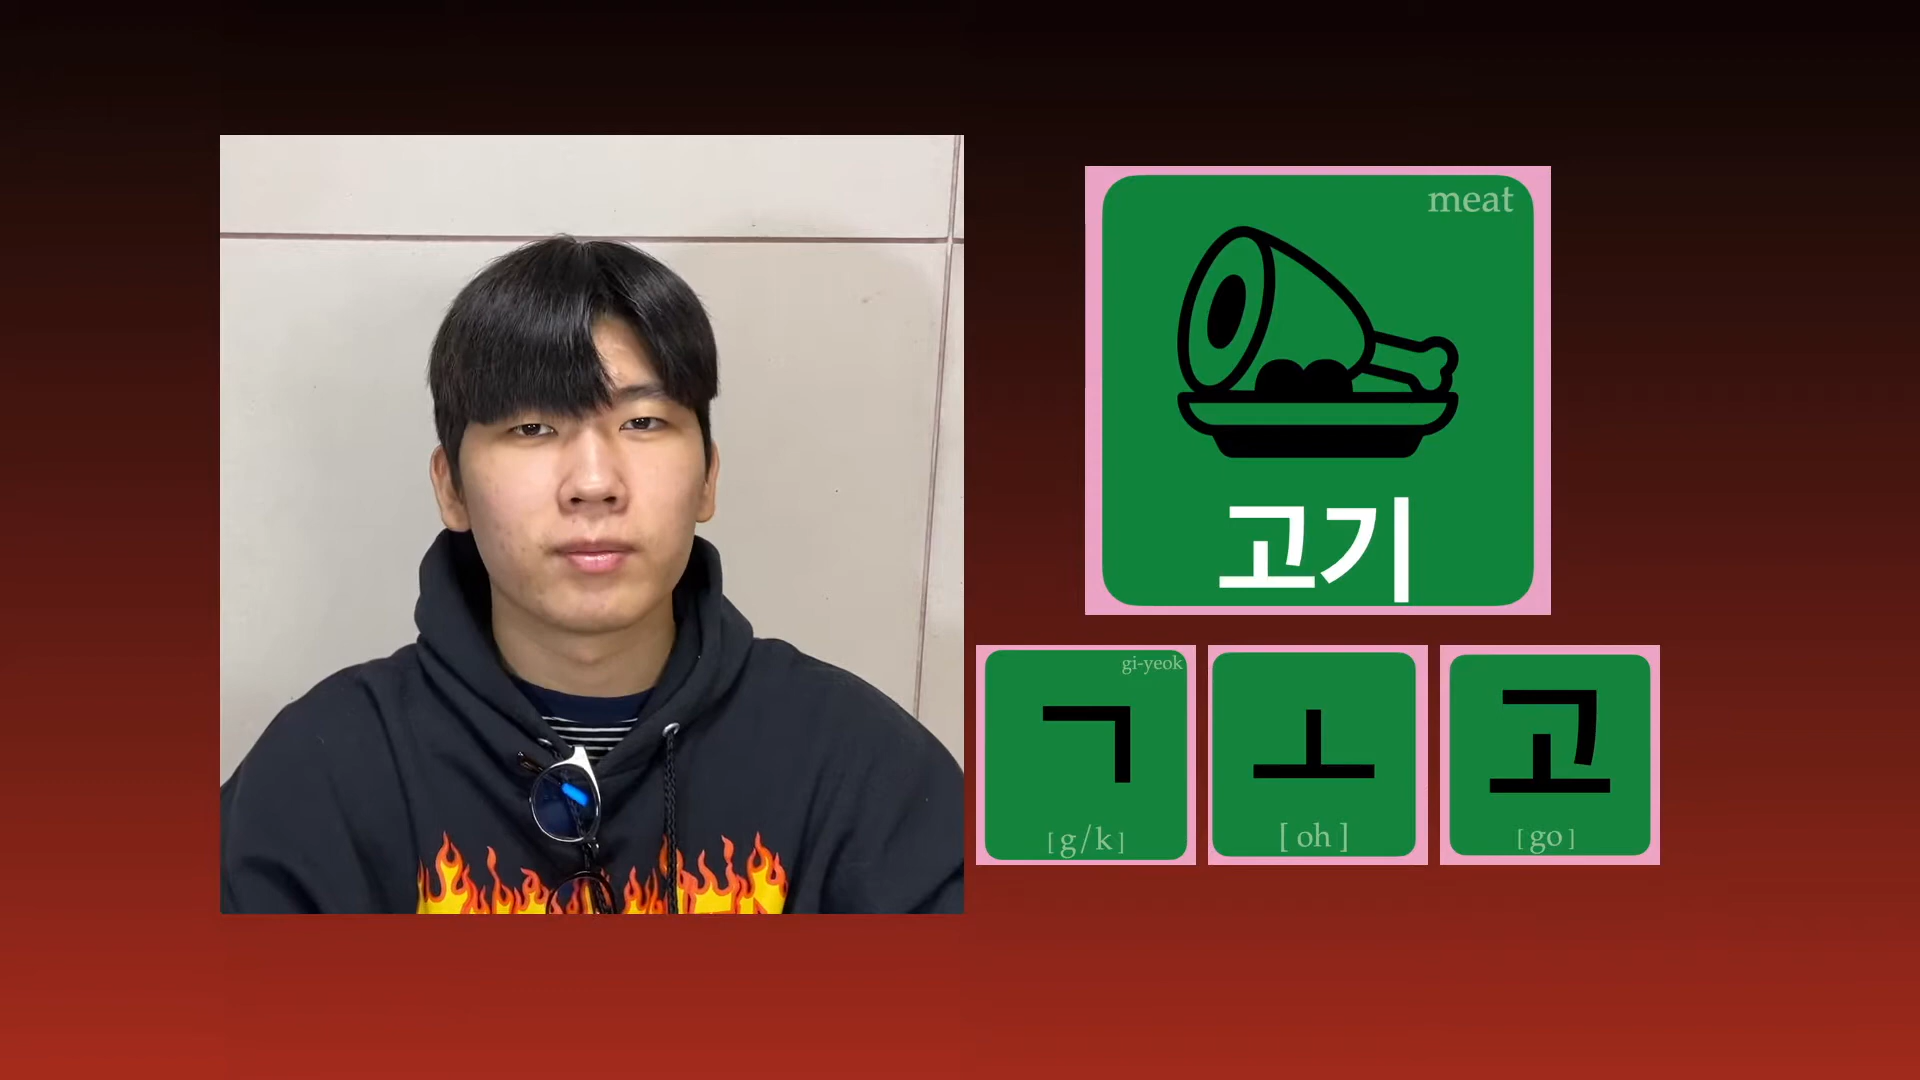 meat
고기
gi-yeok
ㄱ
[g/k]
ㅗ
[oh]
고
[go]